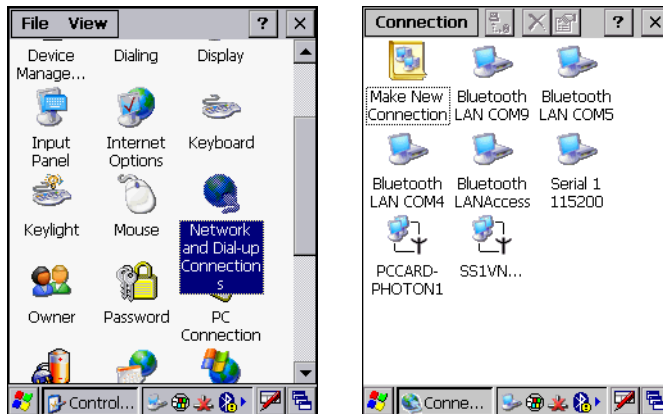 File View ?
Device Manage...
Dialing
Display
Input Panel
Internet Options
Keyboard
Keylight
Mouse
Network and Dial-up Connections
Owner
Password
PC Connection
Control...
Connection ?
Make New Connection
Bluetooth LAN COM9
Bluetooth LAN COM5
Bluetooth LAN COM4
Bluetooth LANAccess
Serial 1 115200
PCCARD-PHOTON1
SS1VN...
Conne...